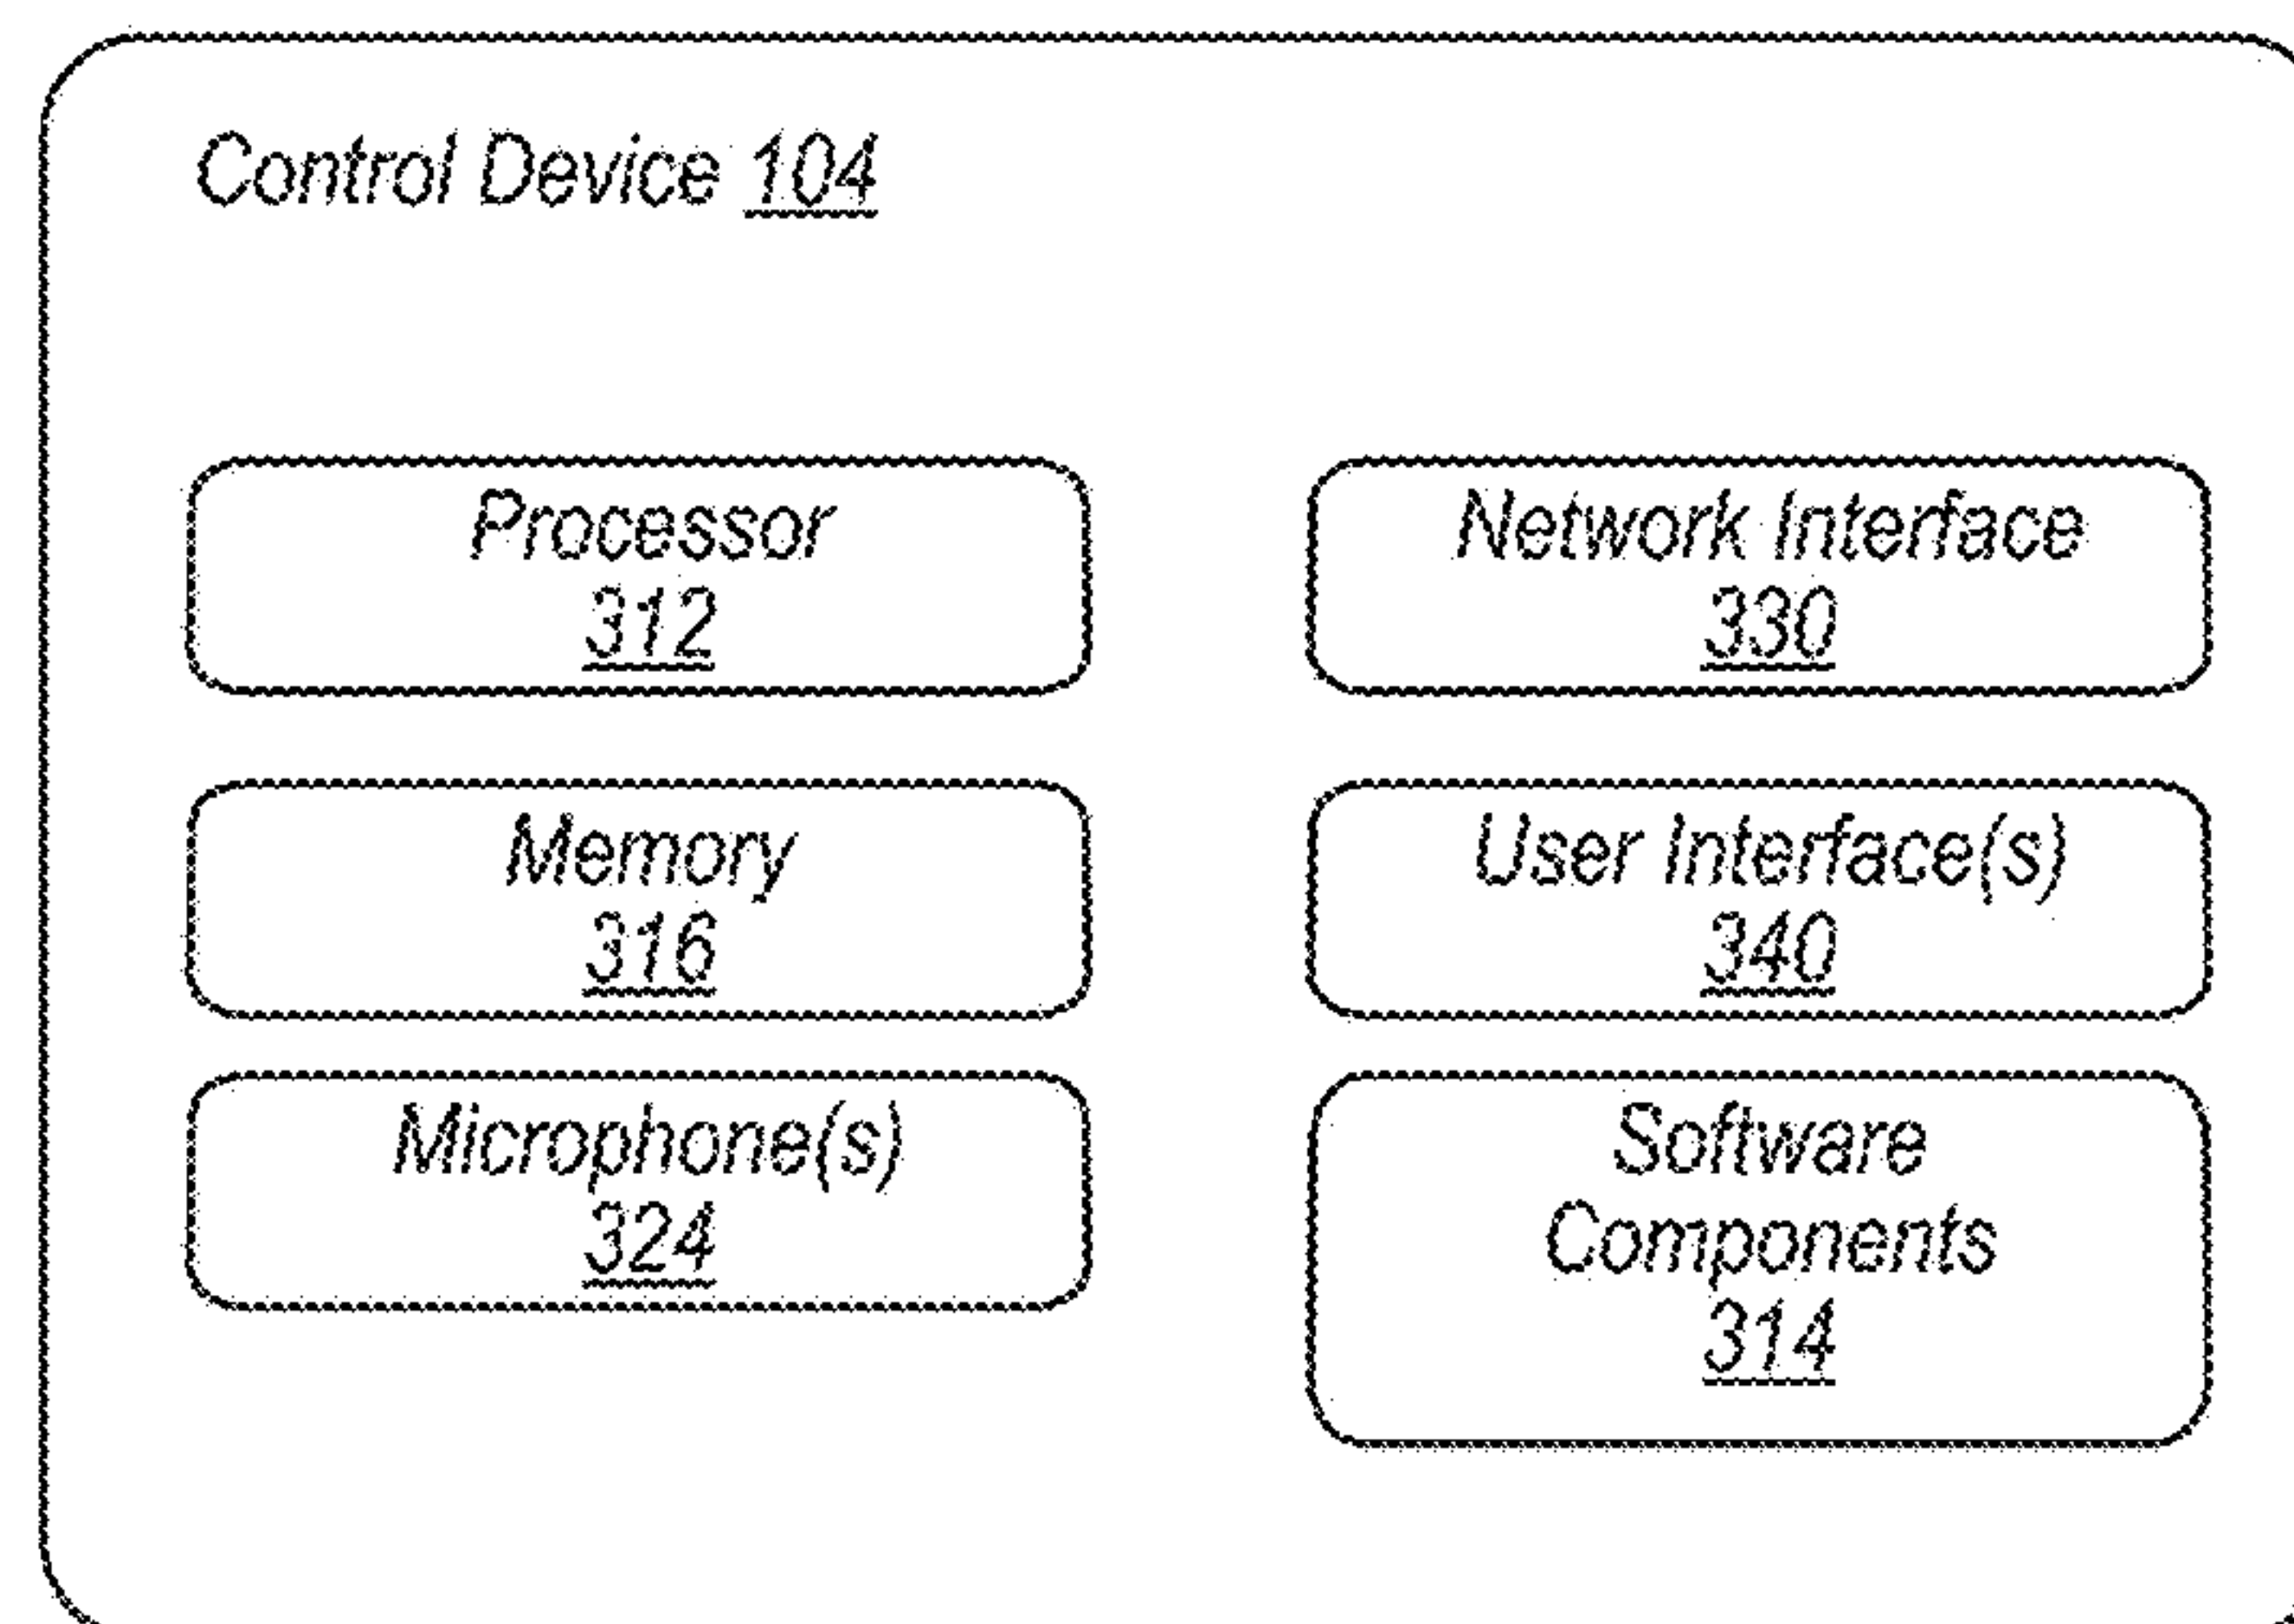 Control Device 104
Processor
312
Network Interface
330
Memory
316
User Interface(s)
340
Microphone(s)
324
Software
Components
314